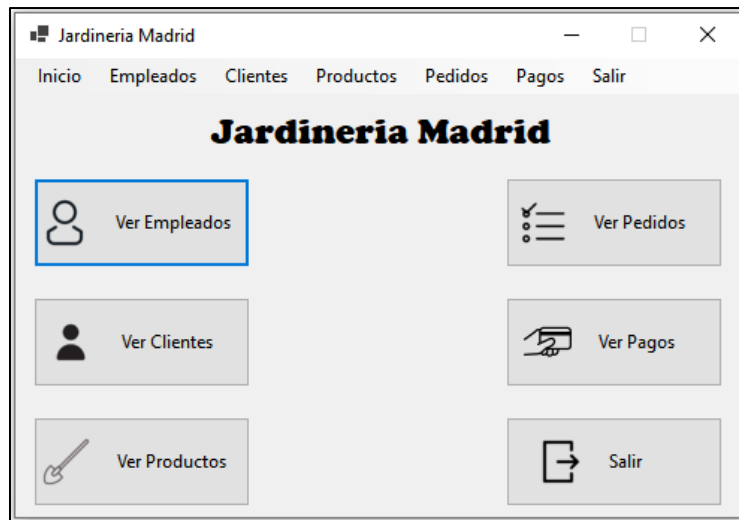 Jardineria Madrid
Inicio Empleados Clientes Productos Pedidos Pagos Salir
Jardineria Madrid
Ver Empleados
Ver Pedidos
Ver Clientes
Ver Pagos
Ver Productos
Salir